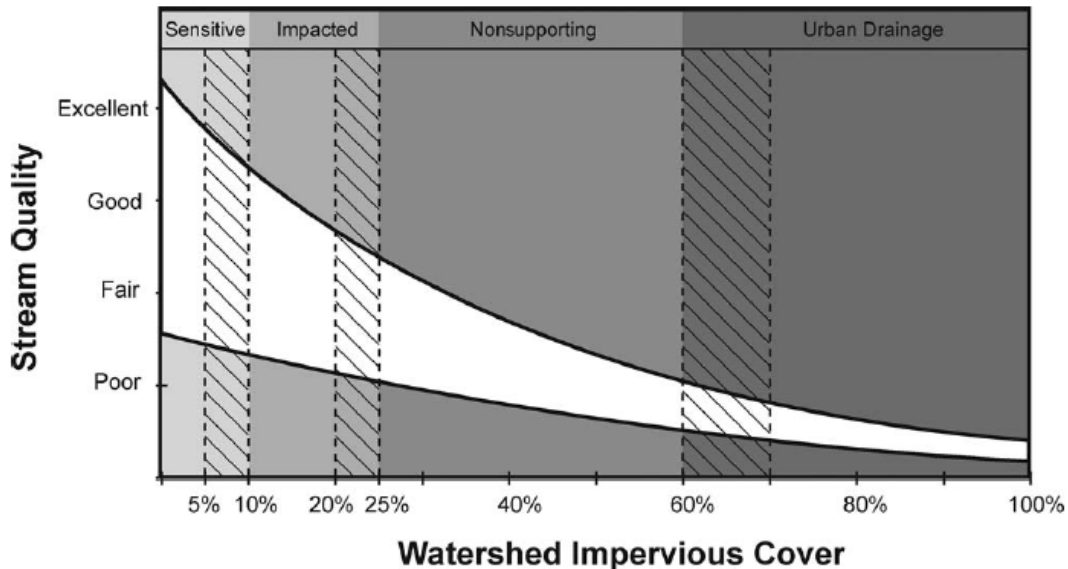 Sensitive Impacted Nonsupporting Urban Drainage
Stream Quality
Excellent
Good
Fair
Poor
5% 10% 20% 25% 40% 60% 80% 100%
Watershed Impervious Cover